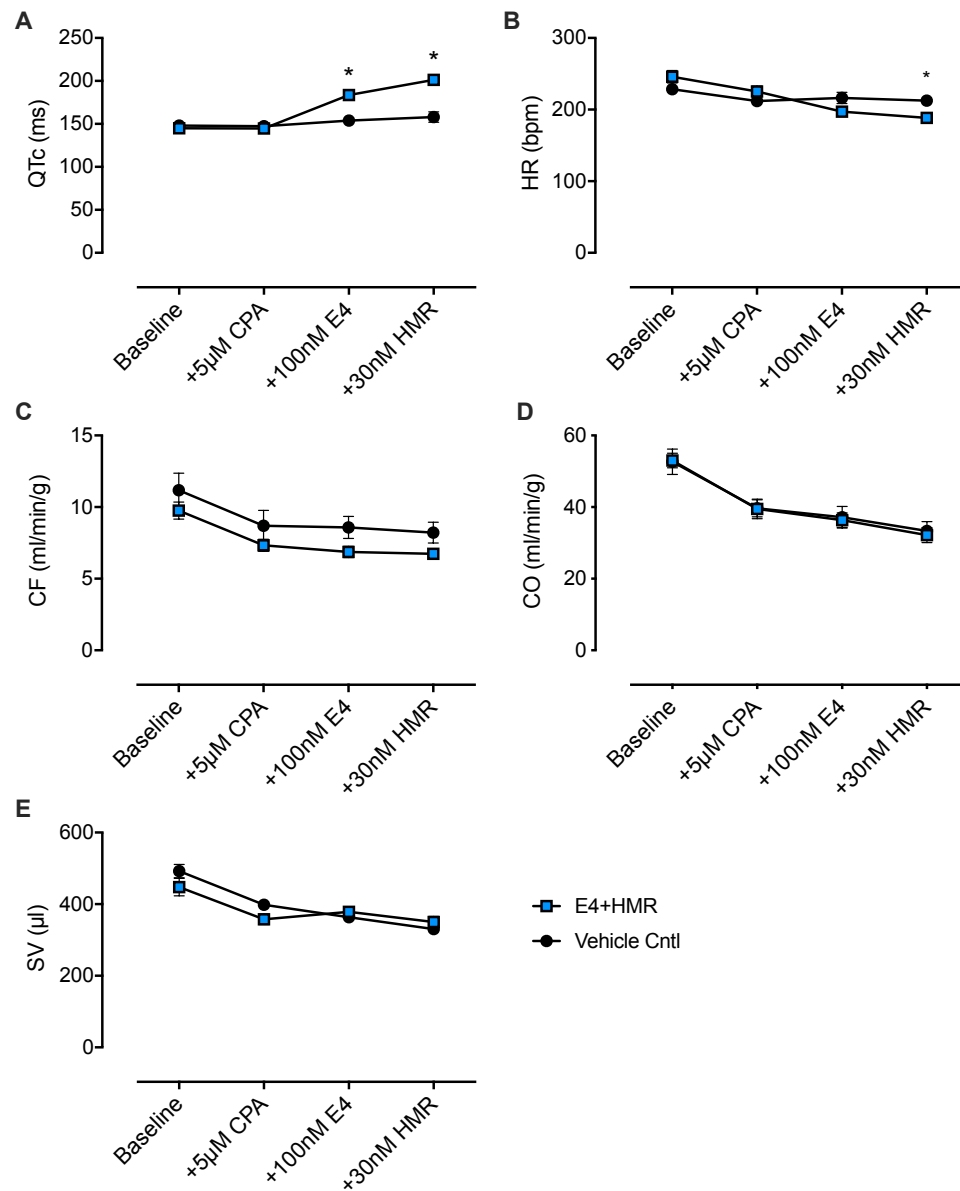 A
QTc (ms)
250
200
150
100
50
0
*
*
Baseline
+5µM CPA
+100nM E4
+30nM HMR
B
HR (bpm)
300
200
100
0
*
Baseline
+5µM CPA
+100nM E4
+30nM HMR
C
CF (ml/min/g)
15
10
5
0
Baseline
+5µM CPA
+100nM E4
+30nM HMR
D
CO (ml/min/g)
60
40
20
0
Baseline
+5µM CPA
+100nM E4
+30nM HMR
E
SV (µl)
600
400
200
0
Baseline
+5µM CPA
+100nM E4
+30nM HMR
E4+HMR
Vehicle Cntl